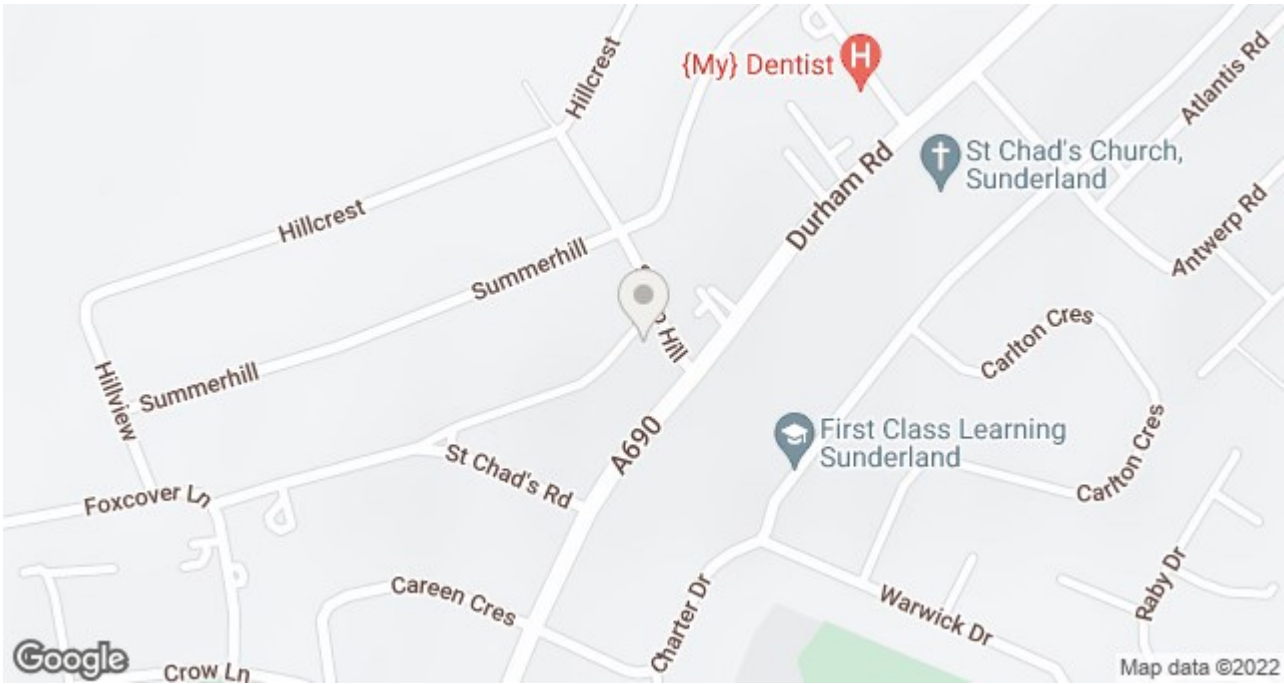 {My} Dentist
Hillcrest
Durham Rd
Atlantis Rd
St Chad's Church,
Sunderland
Hillcrest
Summerhill
Antwerp Rd
Hill
Carlton Cres
Hillview
Summerhill
A690
First Class Learning
Sunderland
St Chad's Rd
Carlton Cres
Foxcover Ln
Careen Cres
Charter Dr
Warwick Dr
Raby Dr
Google
Crow Ln
Map data ©2022